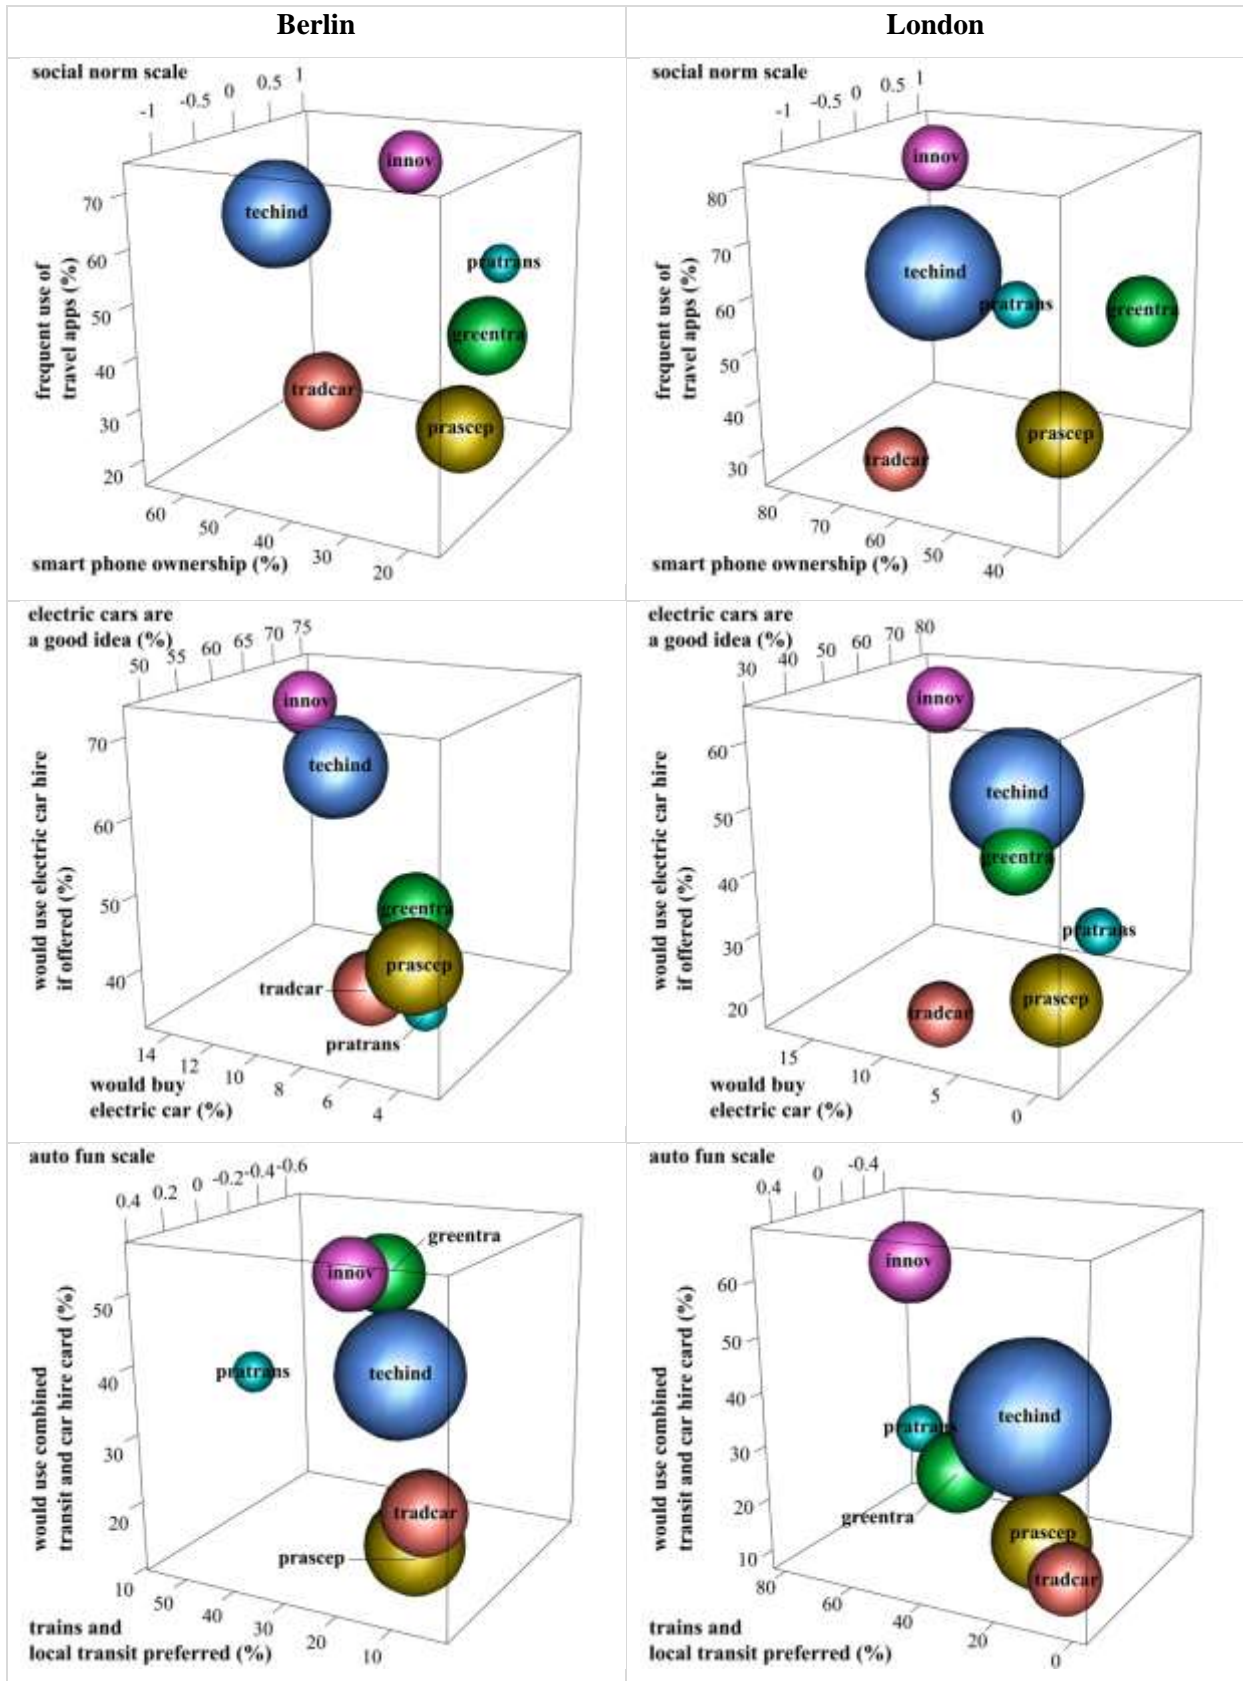 Berlin
London
social norm scale
-1 -0.5 0 0.5 1
innov
techind
pratrans
greentra
tradcar
prascep
frequent use of
travel apps (%)
70
60
50
40
30
20
60 50 40 30 20
smart phone ownership (%)
social norm scale
-1 -0.5 0 0.5 1
innov
techind
pratrans
greentra
prascep
tradcar
frequent use of
travel apps (%)
80
70
60
50
40
30
80 70 60 50 40
smart phone ownership (%)
electric cars are
a good idea (%)
50 55 60 65 70 75
innov
techind
greentra
prascep
tradcar
pratrans
would use electric car hire
if offered (%)
70
60
50
40
14 12 10 8 6 4
would buy
electric car (%)
electric cars are
a good idea (%)
30 40 50 60 70 80
innov
techind
greentra
pratrans
prascep
tradcar
would use electric car hire
if offered (%)
60
50
40
30
20
15 10 5 0
would buy
electric car (%)
auto fun scale
0.4 0.2 0 -0.2 -0.4 -0.6
greentra
innov
pratrans
techind
tradcar
prascep
would use combined
transit and car hire card (%)
50
40
30
20
10
50 40 30 20 10
trains and
local transit preferred (%)
auto fun scale
0.4 0 -0.4
innov
techind
pratrans
greentra
prascep
tradcar
would use combined
transit and car hire card (%)
60
50
40
30
20
10
80 60 40 20 0
trains and
local transit preferred (%)